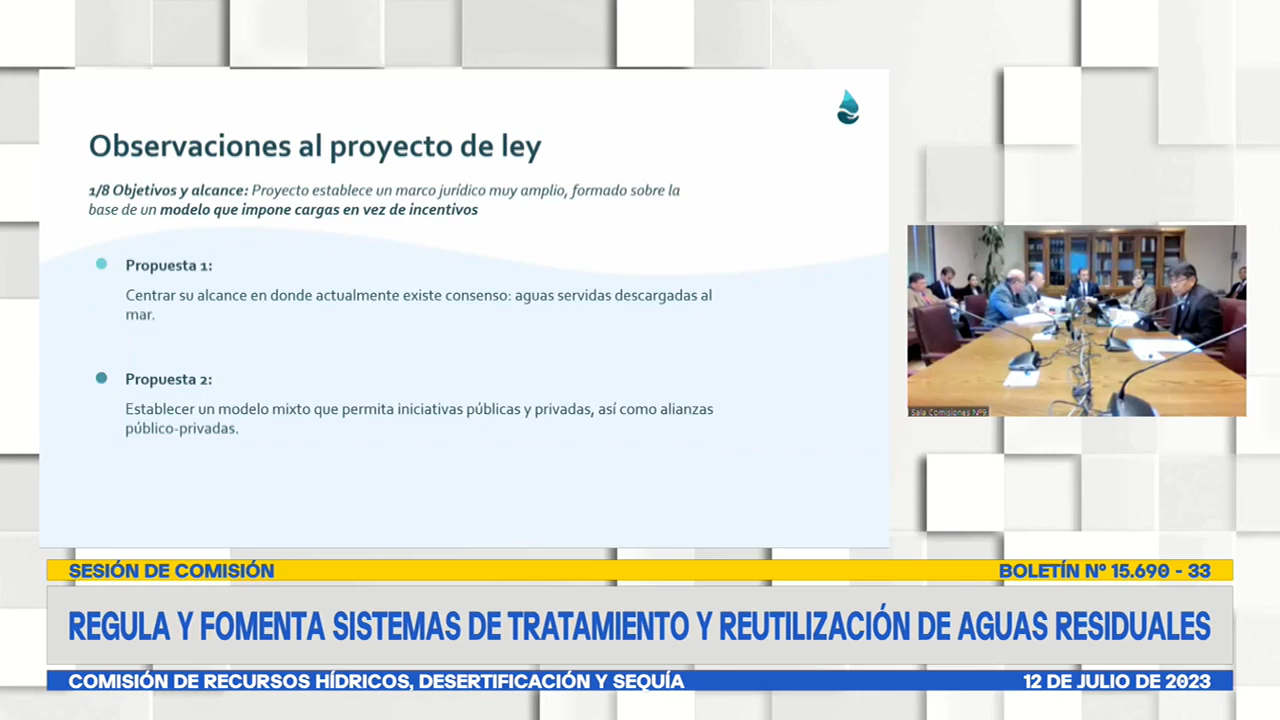 Observaciones al proyecto de ley
1/8 Objetivos y alcance: Proyecto establece un marco jurídico muy amplio, formado sobre la
base de un modelo que impone cargas en vez de incentivos
Propuesta 1:
Centrar su alcance en donde actualmente existe consenso: aguas servidas descargadas al
mar.
Propuesta 2:
Establecer un modelo mixto que permita iniciativas públicas y privadas, así como alianzas
público-privadas.
Sala Comisiones Nº9
SESIÓN DE COMISIÓN
BOLETÍN Nº 15.690 - 33
REGULA Y FOMENTA SISTEMAS DE TRATAMIENTO Y REUTILIZACIÓN DE AGUAS RESIDUALES
COMISIÓN DE RECURSOS HÍDRICOS, DESERTIFICACIÓN Y SEQUÍA
12 DE JULIO DE 2023